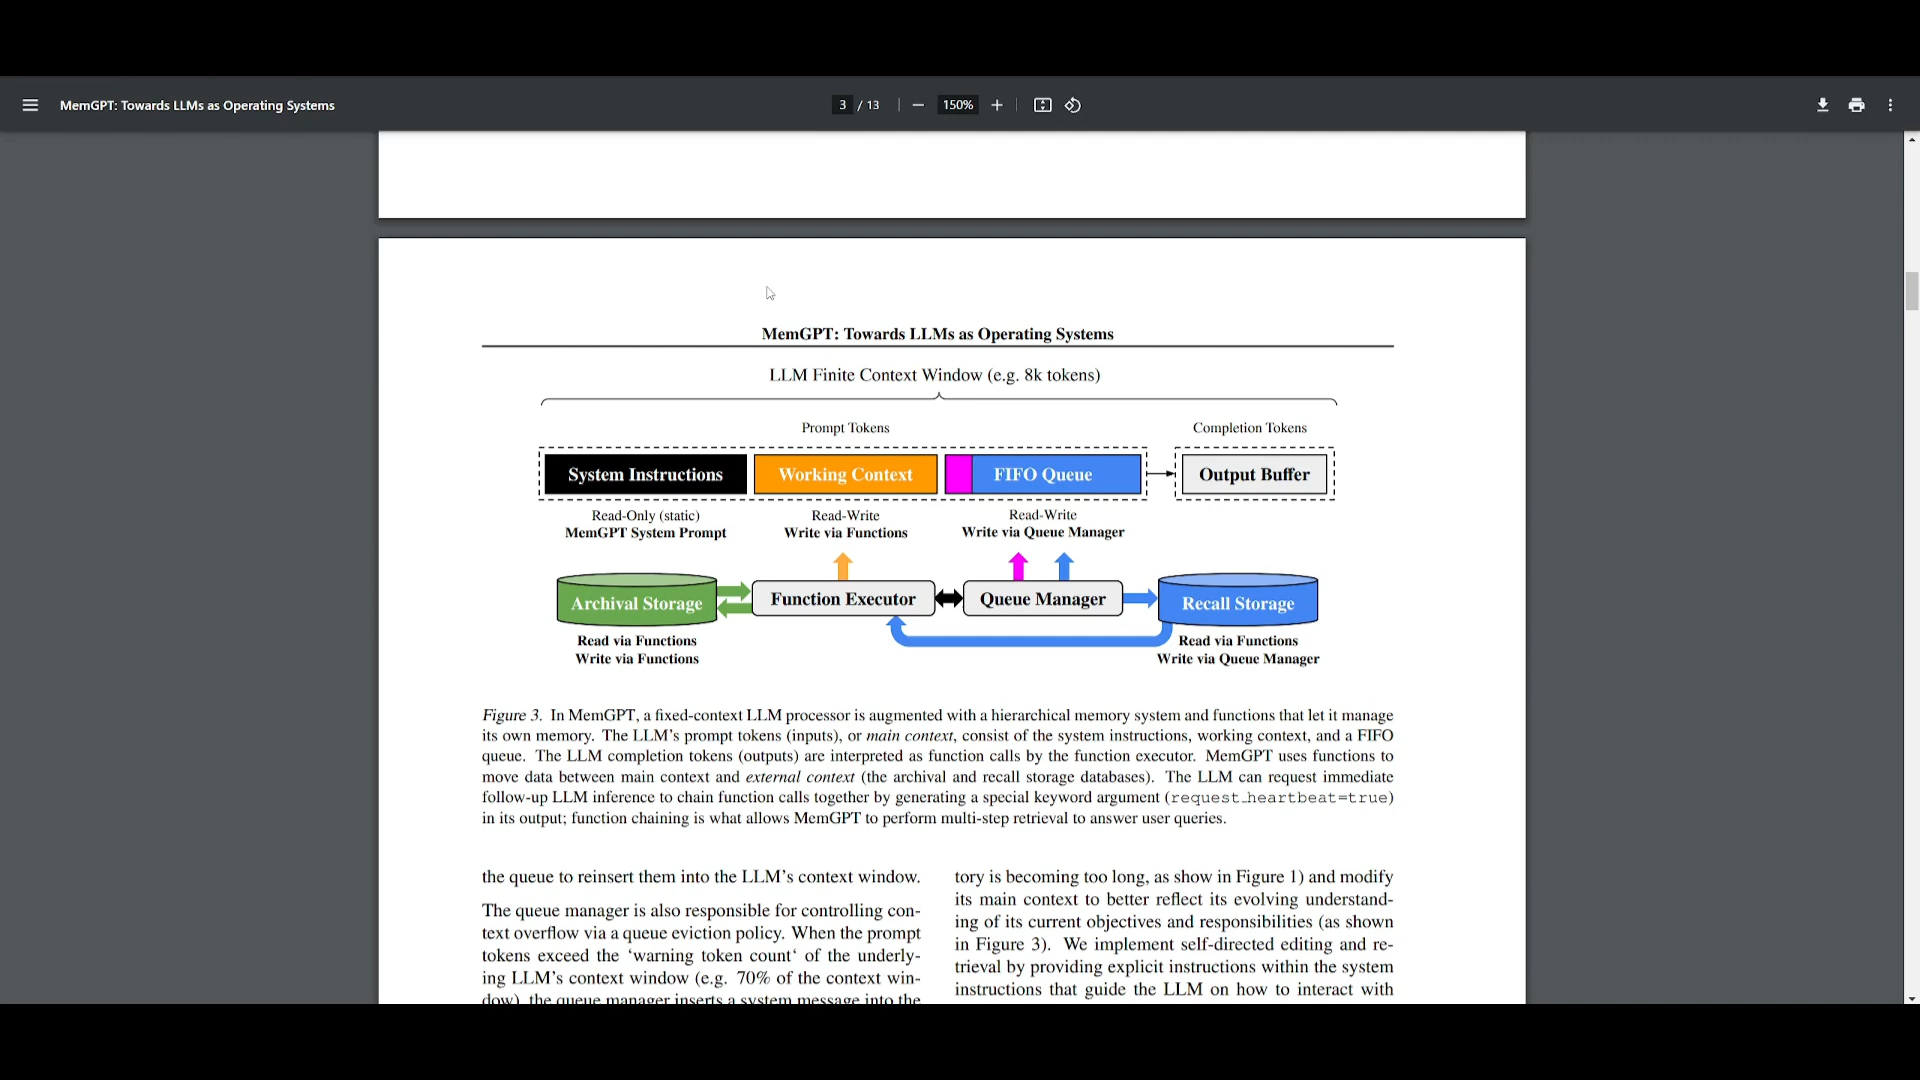 MemGPT: Towards LLMs as Operating Systems
3 / 13
150%
MemGPT: Towards LLMs as Operating Systems
LLM Finite Context Window (e.g. 8k tokens)
Prompt Tokens
Completion Tokens
System Instructions
Working Context
FIFO Queue
Output Buffer
Read-Only (static)
MemGPT System Prompt
Read-Write
Write via Functions
Read-Write
Write via Queue Manager
Archival Storage
Function Executor
Queue Manager
Recall Storage
Read via Functions
Write via Functions
Read via Functions
Write via Queue Manager
Figure 3. In MemGPT, a fixed-context LLM processor is augmented with a hierarchical memory system and functions that let it manage
its own memory. The LLM's prompt tokens (inputs), or main context, consist of the system instructions, working context, and a FIFO
queue. The LLM completion tokens (outputs) are interpreted as function calls by the function executor. MemGPT uses functions to
move data between main context and external context (the archival and recall storage databases). The LLM can request immediate
follow-up LLM inference to chain function calls together by generating a special keyword argument (request_heartbeat=true)
in its output; function chaining is what allows MemGPT to perform multi-step retrieval to answer user queries.
the queue to reinsert them into the LLM's context window.
The queue manager is also responsible for controlling con-
text overflow via a queue eviction policy. When the prompt
tokens exceed the 'warning token count' of the underly-
ing LLM's context window (e.g. 70% of the context win-
dow), the queue manager inserts a system message into the
tory is becoming too long, as show in Figure 1) and modify
its main context to better reflect its evolving understand-
ing of its current objectives and responsibilities (as shown
in Figure 3). We implement self-directed editing and re-
trieval by providing explicit instructions within the system
instructions that guide the LLM on how to interact with